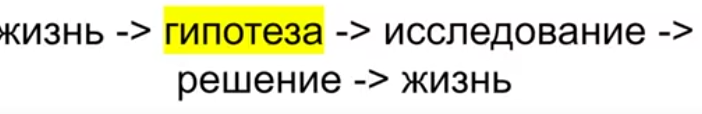 жизнь -> гипотеза -> исследование ->
решение -> жизнь